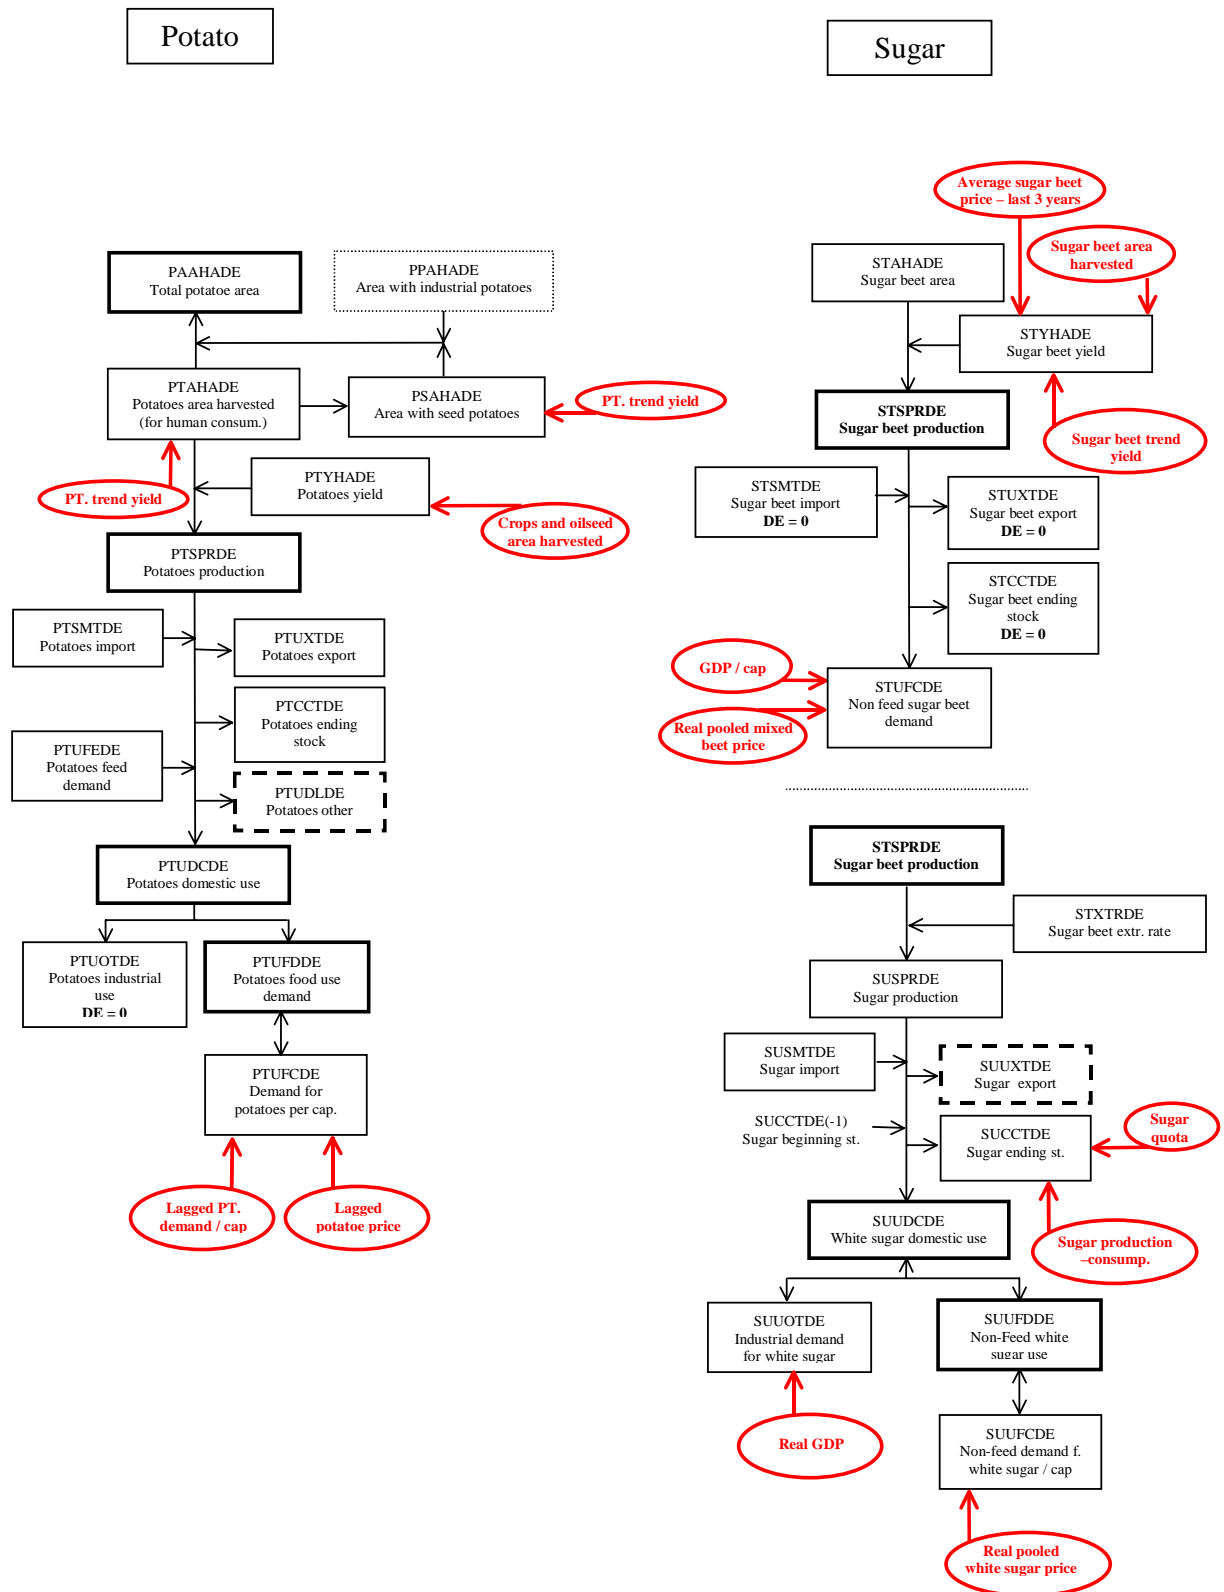 Potato
PAAHADE
Total potatoe area
PPAHADE
Area with industrial potatoes
PTAHADE
Potatoes area harvested
(for human consum.)
PSAHADE
Area with seed potatoes
PT. trend yield
PT. trend yield
PTYHADE
Potatoes yield
Crops and oilseed
area harvested
PTSPRDE
Potatoes production
PTSMTDE
Potatoes import
PTUXTDE
Potatoes export
PTCCTDE
Potatoes ending
stock
PTUFEDE
Potatoes feed
demand
PTUDLDE
Potatoes other
PTUDCDE
Potatoes domestic use
PTUOTDE
Potatoes industrial
use
DE = 0
PTUFDDE
Potatoes food use
demand
PTUFCDE
Demand for
potatoes per cap.
Lagged PT.
demand / cap
Lagged
potatoe price
Sugar
Average sugar beet
price – last 3 years
Sugar beet area
harvested
STAHADE
Sugar beet area
STYHADE
Sugar beet yield
STSPRDE
Sugar beet production
Sugar beet trend
yield
STSMTDE
Sugar beet import
DE = 0
STUXTDE
Sugar beet export
DE = 0
STCCTDE
Sugar beet ending
stock
DE = 0
GDP / cap
STUFCDE
Non feed sugar beet
demand
Real pooled mixed
beet price
STSPRDE
Sugar beet production
STXTRDE
Sugar beet extr. rate
SUSPRDE
Sugar production
SUSMTDE
Sugar import
SUUXTDE
Sugar  export
SUCCTDE(-1)
Sugar beginning st.
SUCCTDE
Sugar ending st.
Sugar
quota
SUUDCDE
White sugar domestic use
Sugar production
–consump.
SUUOTDE
Industrial demand
for white sugar
SUUFDDE
Non-Feed white
sugar use
Real GDP
SUUFCDE
Non-feed demand f.
white sugar / cap
Real pooled
white sugar price